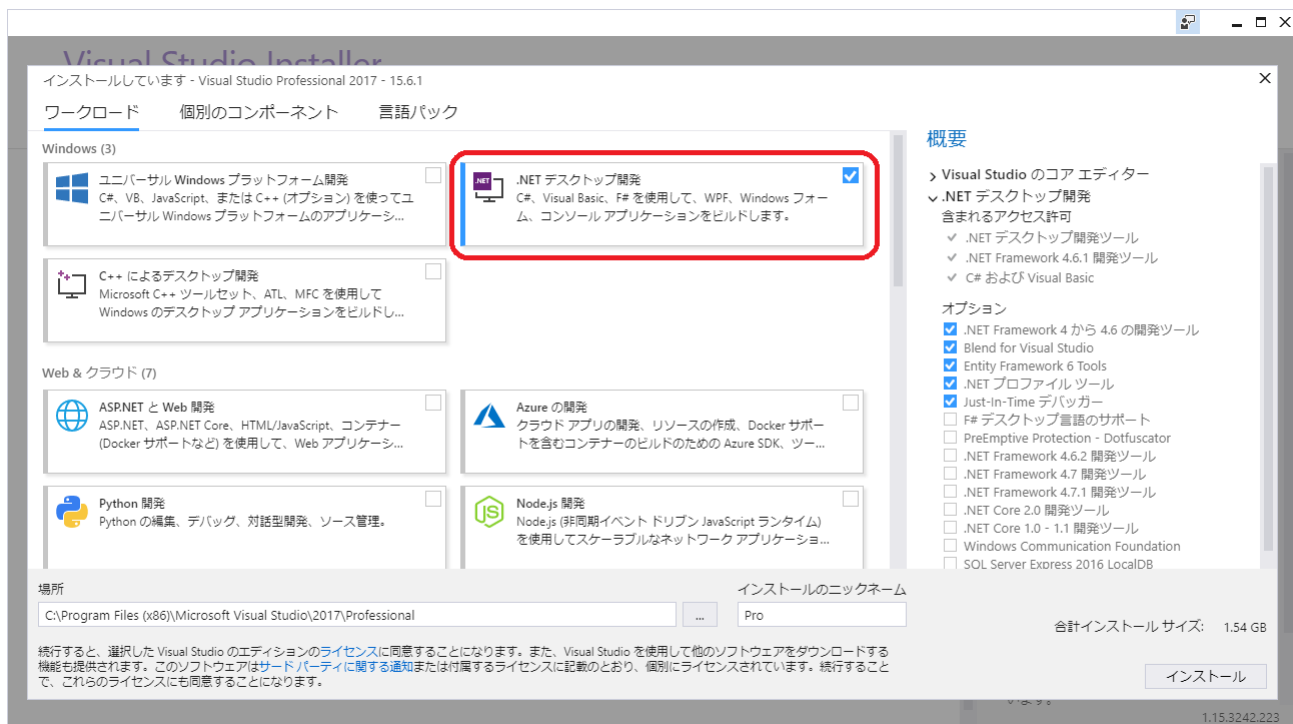 Visual Studio Installer
インストールしています - Visual Studio Professional 2017 - 15.6.1
ワークロード 個別のコンポーネント 言語パック
Windows (3)
ユニバーサル Windows プラットフォーム開発
C#、VB、JavaScript、または C++ (オプション) を使ってユ
ニバーサル Windows プラットフォームのアプリケーシ...
.NET
.NET デスクトップ開発
C#、Visual Basic、F# を使用して、WPF、Windows フォー
ム、コンソール アプリケーションをビルドします。
C++ によるデスクトップ開発
Microsoft C++ ツールセット、ATL、MFC を使用して
Windows のデスクトップ アプリケーションをビルドし...
Web & クラウド (7)
ASP.NET と Web 開発
ASP.NET、ASP.NET Core、HTML/JavaScript、コンテナー
(Docker サポートなど) を使用して、Web アプリケーシ...
Azure の開発
クラウド アプリの開発、リソースの作成、Docker サポー
トを含むコンテナーのビルドのための Azure SDK、ツー...
Python 開発
Python の編集、デバッグ、対話型開発、ソース管理。
JS
Node.js 開発
Node.js (非同期イベント ドリブン JavaScript ランタイム)
を使用してスケーラブルなネットワーク アプリケーショ...
概要
Visual Studio のコア エディター
.NET デスクトップ開発
含まれるアクセス許可
.NET デスクトップ開発ツール
.NET Framework 4.6.1 開発ツール
C# および Visual Basic
オプション
.NET Framework 4 から 4.6 の開発ツール
Blend for Visual Studio
Entity Framework 6 Tools
.NET プロファイル ツール
Just-In-Time デバッガー
F# デスクトップ言語のサポート
PreEmptive Protection - Dotfuscator
.NET Framework 4.6.2 開発ツール
.NET Framework 4.7 開発ツール
.NET Framework 4.7.1 開発ツール
.NET Core 2.0 開発ツール
.NET Core 1.0 - 1.1 開発ツール
Windows Communication Foundation
SQL Server Express 2016 LocalDB
場所
C:\Program Files (x86)\Microsoft Visual Studio\2017\Professional
...
インストールのニックネーム
Pro
続行すると、選択した Visual Studio のエディションのライセンスに同意することになります。また、Visual Studio を使用して他のソフトウェアをダウンロードする
機能も提供されます。このソフトウェアはサード パーティに関する通知または付属するライセンスに記載のとおり、個別にライセンスされています。続行すること
で、これらのライセンスにも同意することになります。
合計インストール サイズ: 1.54 GB
インストール
います。
1.15.3242.223